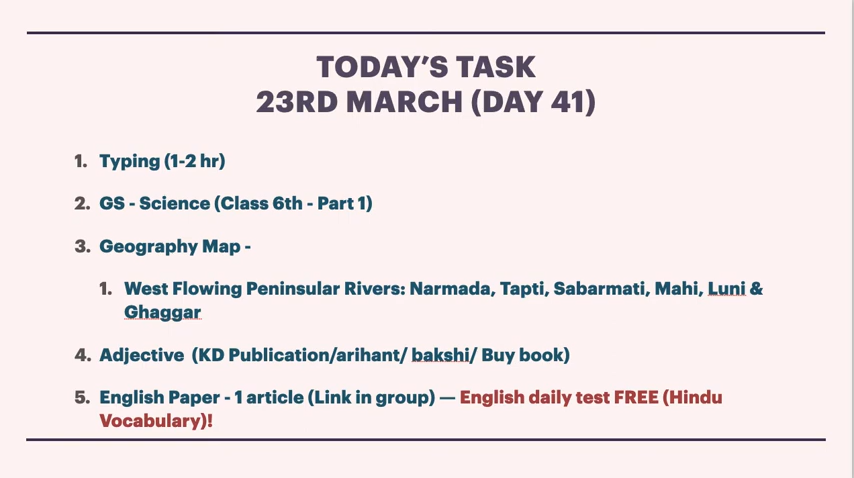 TODAY'S TASK
23RD MARCH (DAY 41)
1. Typing (1-2 hr)
2. GS - Science (Class 6th - Part 1)
3. Geography Map -
1. West Flowing Peninsular Rivers: Narmada, Tapti, Sabarmati, Mahi, Luni &
Ghaggar
4. Adjective (KD Publication/arihant/ bakshi/ Buy book)
5. English Paper - 1 article (Link in group) — English daily test FREE (Hindu
Vocabulary)!